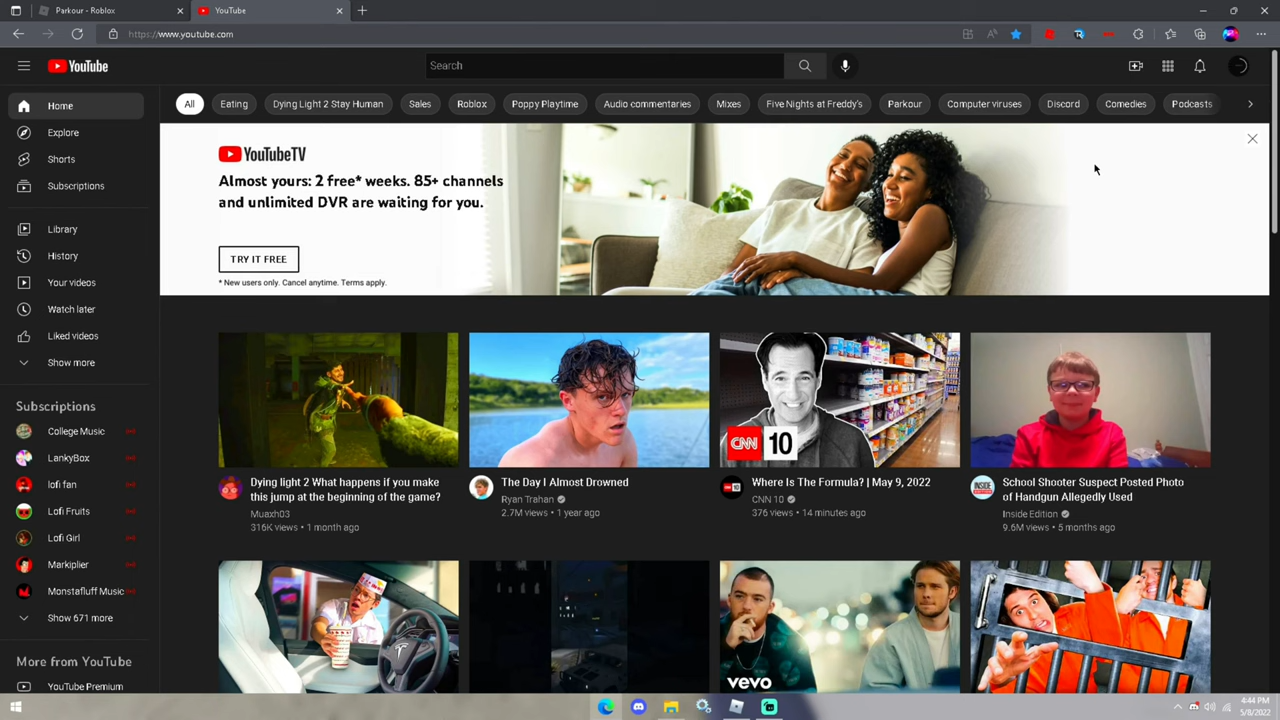 Parkour - Roblox
YouTube
https://www.youtube.com
YouTube
Search
All
Eating
Dying Light 2 Stay Human
Sales
Roblox
Poppy Playtime
Audio commentaries
Mixes
Five Nights at Freddy's
Parkour
Computer viruses
Discord
Comedies
Podcasts
Home
Explore
Shorts
Subscriptions
Library
History
Your videos
Watch later
Liked videos
Show more
Subscriptions
College Music
LankyBox
lofi fan
Lofi Fruits
Lofi Girl
Markiplier
Monstafluff Music
Show 671 more
More from YouTube
YouTube Premium
YouTubeTV
Almost yours: 2 free* weeks. 85+ channels
and unlimited DVR are waiting for you.
TRY IT FREE
* New users only. Cancel anytime. Terms apply.
Dying light 2 What happens if you make
this jump at the beginning of the game?
Muaxh03
316K views • 1 month ago
The Day I Almost Drowned
Ryan Trahan
2.7M views • 1 year ago
CNN 10
Where Is The Formula? | May 9, 2022
CNN 10
376 views • 14 minutes ago
School Shooter Suspect Posted Photo
of Handgun Allegedly Used
INSIDE EDITION
Inside Edition
9.6M views • 5 months ago
vevo
4:44 PM
5/8/2022